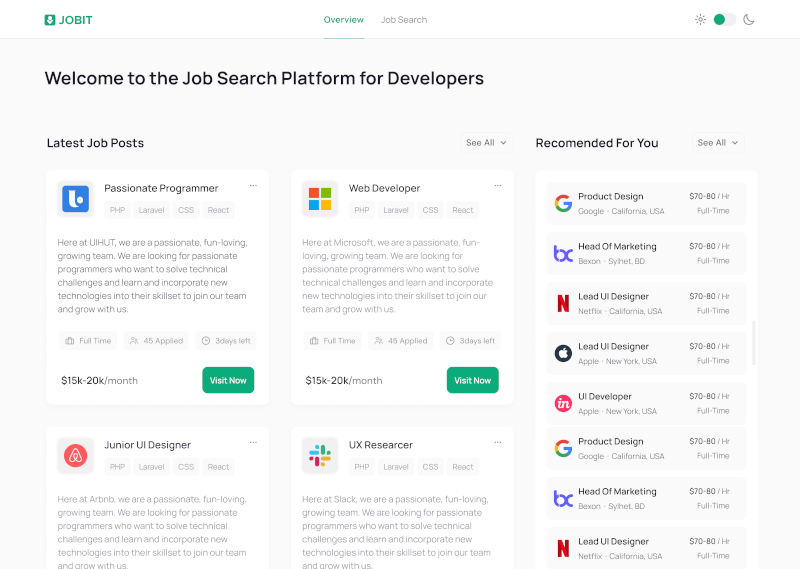 JOBIT
Overview
Job Search
Welcome to the Job Search Platform for Developers
Latest Job Posts
See All
Passionate Programmer
PHP Laravel CSS React
Here at UIHUT, we are a passionate, fun-loving,
growing team. We are looking for passionate
programmers who want to solve technical
challenges and learn and incorporate new
technologies into their skillset to join our team
and grow with us.
Full Time 45 Applied 3days left
$15k-20k/month
Visit Now
Web Developer
PHP Laravel CSS React
Here at Microsoft, we are a passionate, fun-
loving, growing team. We are looking for
passionate programmers who want to solve
technical challenges and learn and incorporate
new technologies into their skillset to join our
team and grow with us.
Full Time 45 Applied 3days left
$15k-20k/month
Visit Now
Junior UI Designer
PHP Laravel CSS React
Here at Arbnb, we are a passionate, fun-loving,
growing team. We are looking for passionate
programmers who want to solve technical
challenges and learn and incorporate new
technologies into their skillset to join our team
UX Researcer
PHP Laravel CSS React
Here at Slack, we are a passionate, fun-loving,
growing team. We are looking for passionate
programmers who want to solve technical
challenges and learn and incorporate new
technologies into their skillset to join our team
Recomended For You
See All
Product Design $70-80 / Hr
Google · California, USA Full-Time
Head Of Marketing $70-80 / Hr
Bexon · Sylhet, BD Full-Time
Lead UI Designer $70-80 / Hr
Netflix · California, USA Full-Time
Lead UI Designer $70-80 / Hr
Apple · New York, USA Full-Time
in
UI Developer $70-80 / Hr
Apple · New York, USA Full-Time
Product Design $70-80 / Hr
Google · California, USA Full-Time
Head Of Marketing $70-80 / Hr
Bexon · Sylhet, BD Full-Time
Lead UI Designer $70-80 / Hr
Netflix · California, USA Full-Time